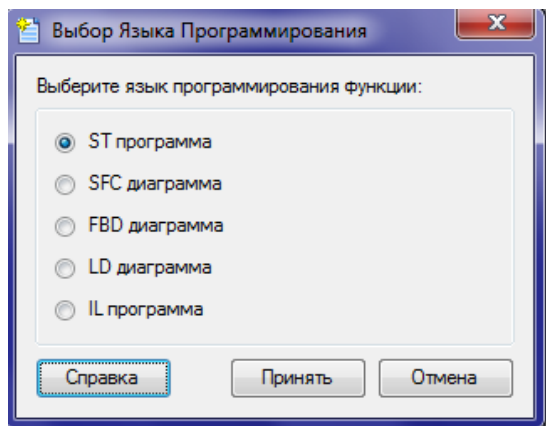 Выбор Языка Программирования
Выберите язык программирования функции:
ST программа
SFC диаграмма
FBD диаграмма
LD диаграмма
IL программа
Справка Принять Отмена